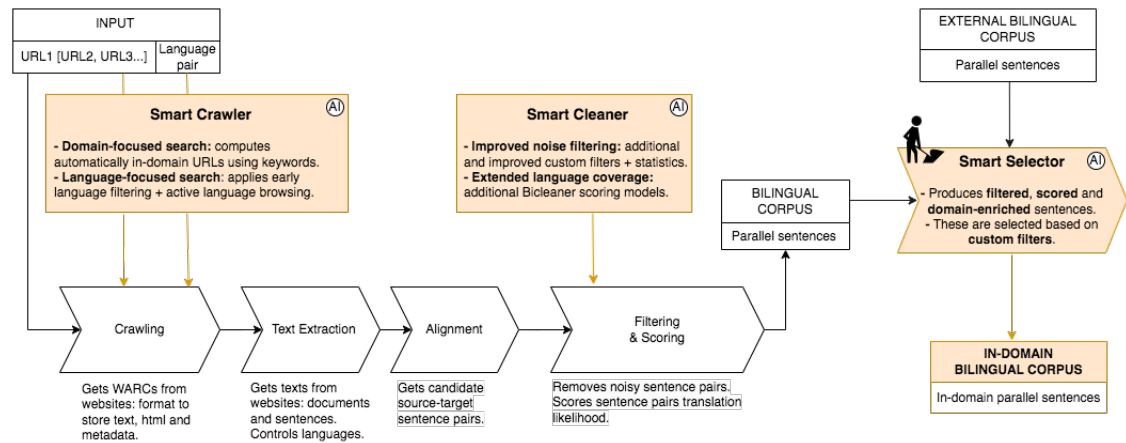 INPUT
URL1 [URL2, URL3...]
Language
pair
AI
Smart Crawler
- Domain-focused search: computes
automatically in-domain URLs using keywords.
- Language-focused search: applies early
language filtering + active language browsing.
AI
Smart Cleaner
- Improved noise filtering: additional
and improved custom filters + statistics.
- Extended language coverage:
additional Bicleaner scoring models.
EXTERNAL BILINGUAL
CORPUS
Parallel sentences
AI
Smart Selector
- Produces filtered, scored and
domain-enriched sentences.
- These are selected based on
custom filters.
BILINGUAL
CORPUS
Parallel sentences
Crawling
Text Extraction
Alignment
Filtering
& Scoring
Gets WARCs from
websites: format to
store text, html and
metadata.
Gets texts from
websites: documents
and sentences.
Controls languages.
Gets candidate
source-target
sentence pairs.
Removes noisy sentence pairs.
Scores sentence pairs translation
likelihood.
IN-DOMAIN
BILINGUAL CORPUS
In-domain parallel sentences